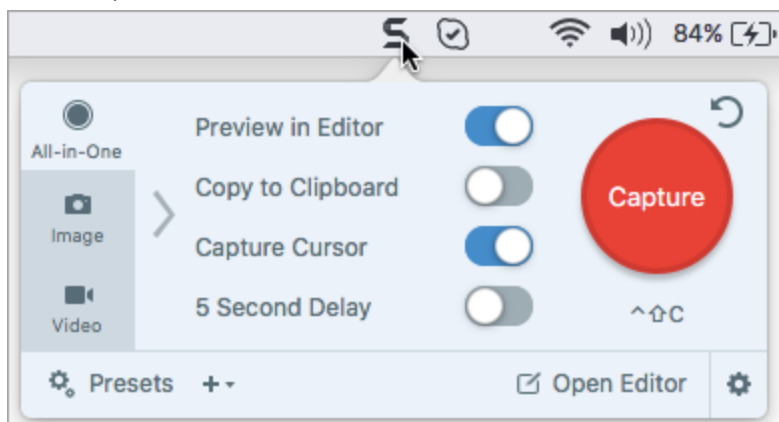 84%
All-in-One
Preview in Editor
Copy to Clipboard
Capture
Image
Capture Cursor
Video
5 Second Delay
^⇧C
Presets + Open Editor